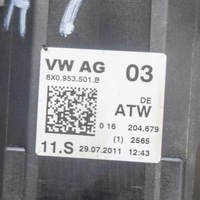 VW AG 03
8X0.953.501.B
DE
ATW
0 16 204.679
(1) 2565
11.S 29.07.2011 12:43